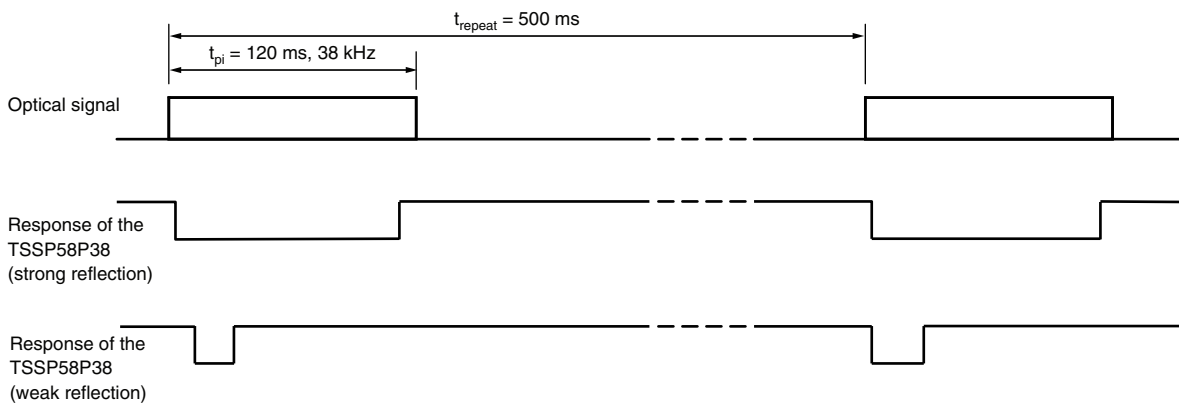 t_repeat = 500 ms
t_pi = 120 ms, 38 kHz
Optical signal
Response of the
TSSP58P38
(strong reflection)
Response of the
TSSP58P38
(weak reflection)